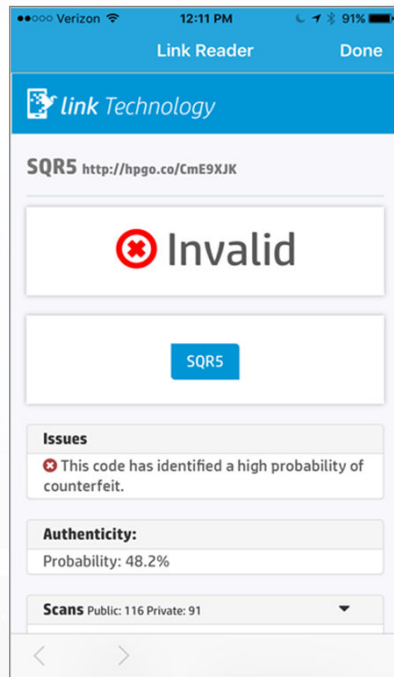 Verizon 12:11 PM 91%
Link Reader Done
link Technology
SQR5 http://hpgo.co/CmE9XJK
Invalid
SQR5
Issues
This code has identified a high probability of
counterfeit.
Authenticity:
Probability: 48.2%
Scans Public: 116 Private: 91